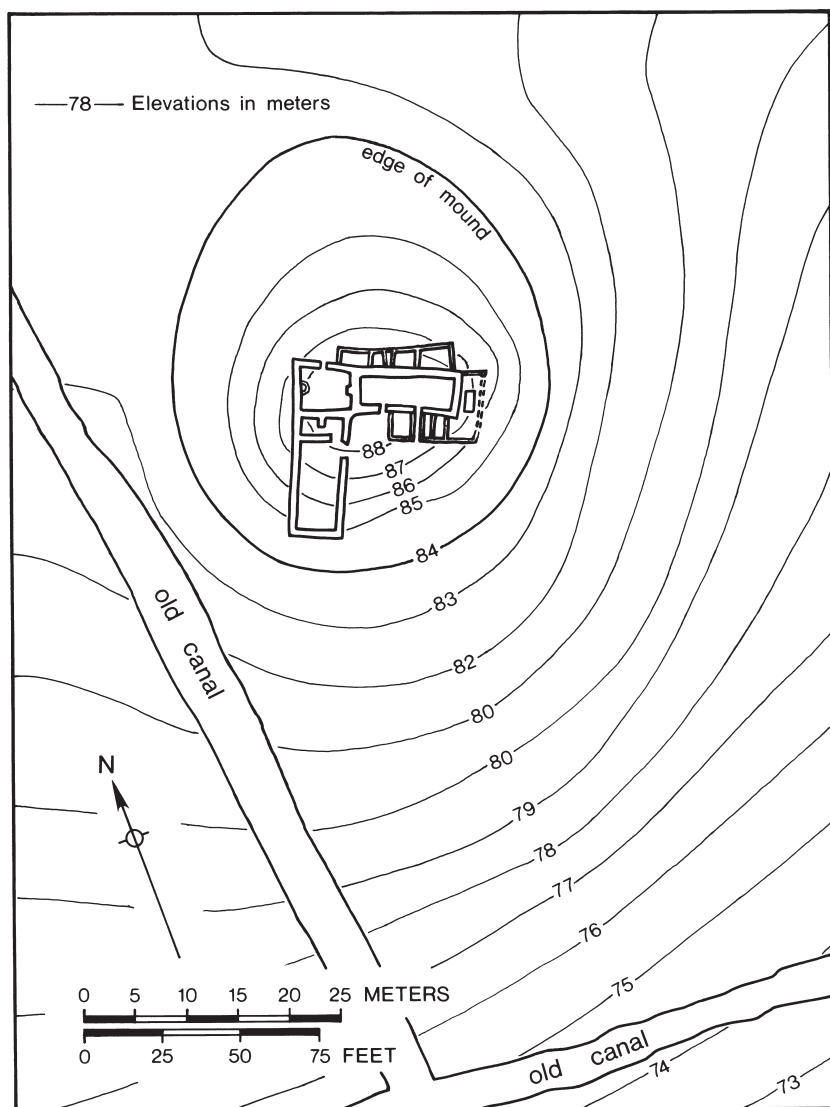 —78— Elevations in meters
edge of mound
88
87
86
85
84
83
82
80
80
79
78
77
76
75
74
73
old canal
old canal
N
0 5 10 15 20 25 METERS
0 25 50 75 FEET